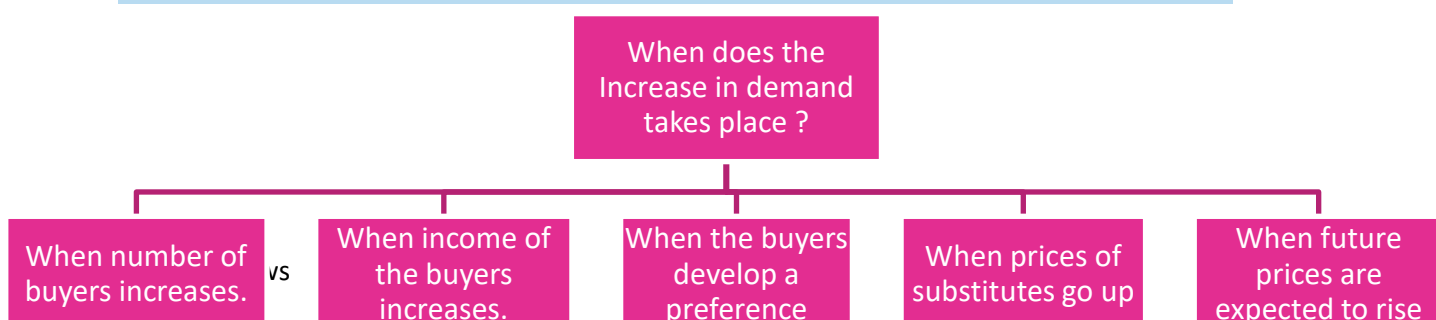 When does the
Increase in demand
takes place ?
When number of
buyers increases.
vs
When income of
the buyers
increases.
When the buyers
develop a
preference
When prices of
substitutes go up
When future
prices are
expected to rise